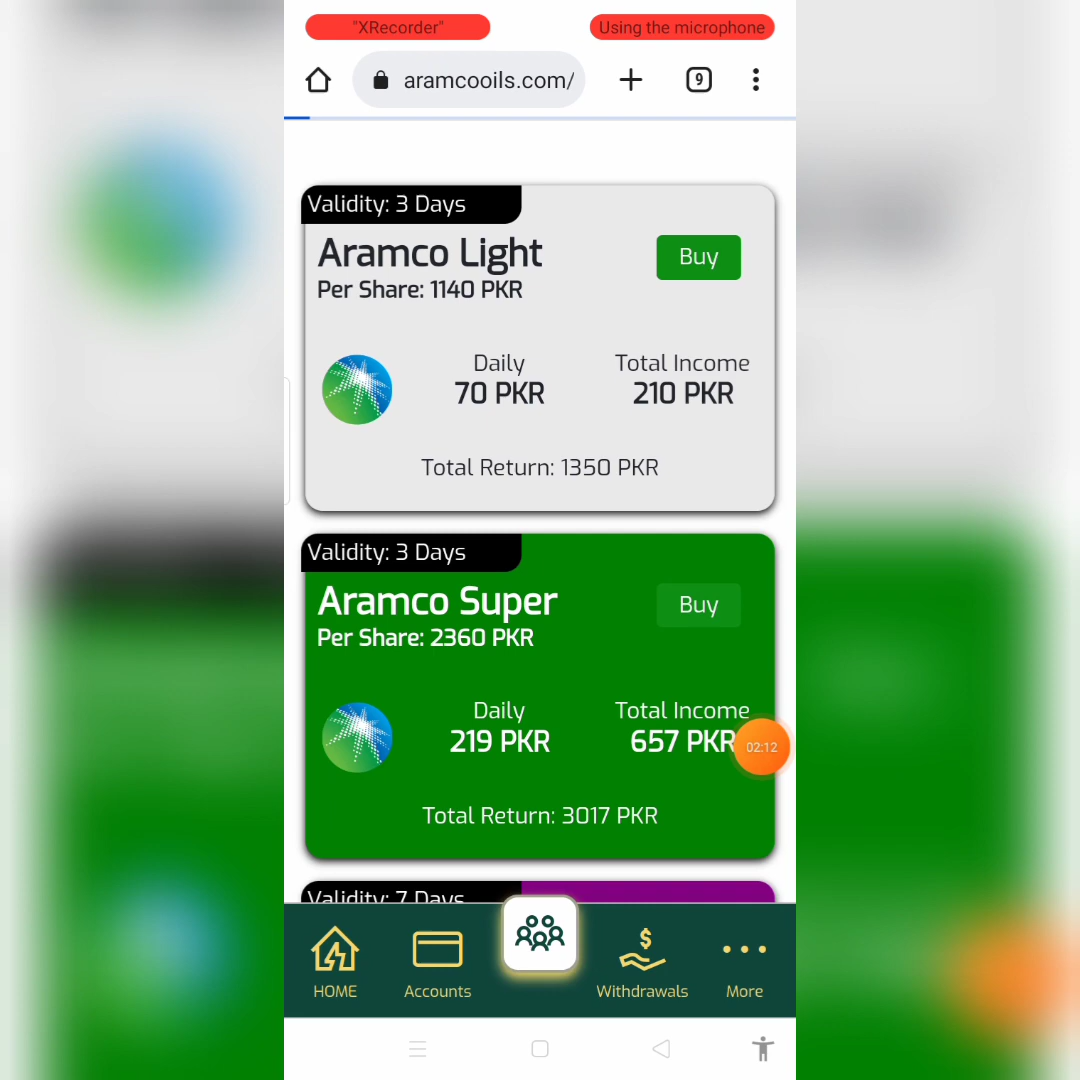 "XRecorder"
Using the microphone
aramcooils.com/
9
Validity: 3 Days
Aramco Light
Buy
Per Share: 1140 PKR
Daily
Total Income
70 PKR
210 PKR
Total Return: 1350 PKR
Validity: 3 Days
Aramco Super
Buy
Per Share: 2360 PKR
Daily
Total Income
219 PKR
657 PKR
02:12
Total Return: 3017 PKR
Validity: 7 Days
HOME
Accounts
Withdrawals
More